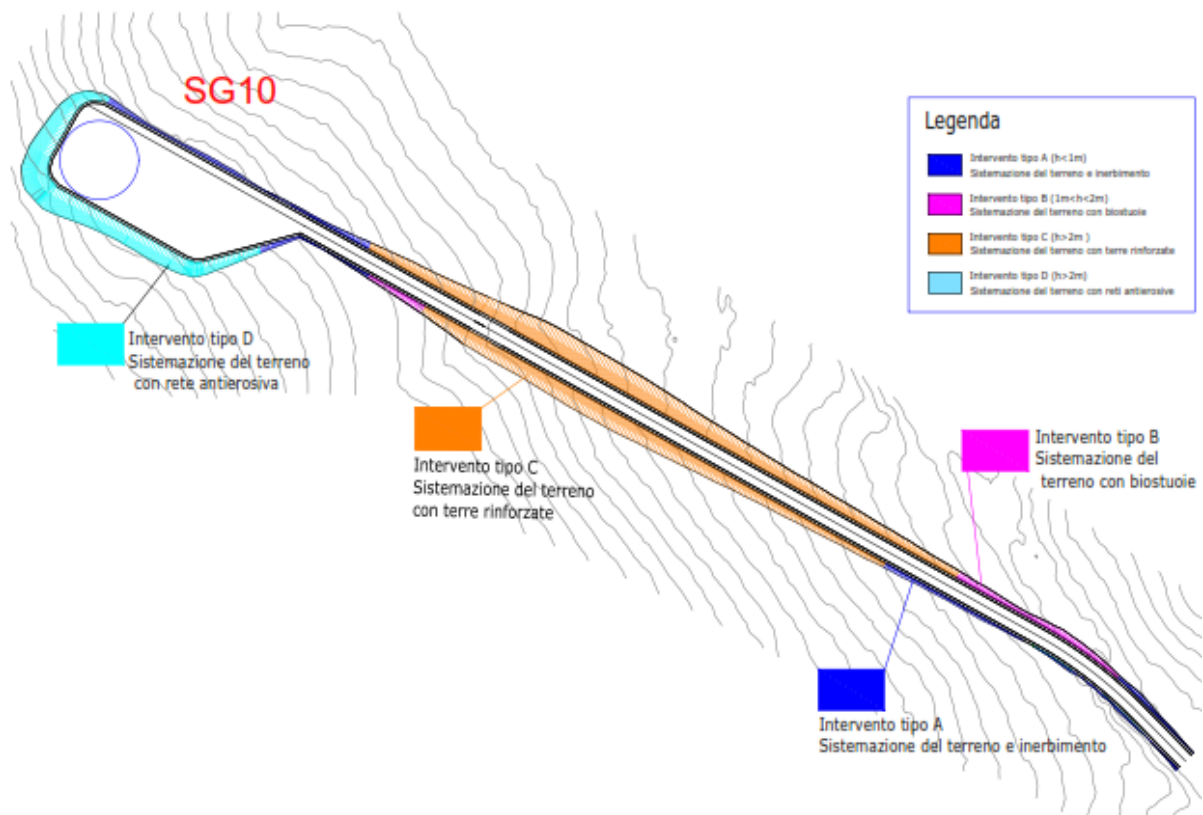 SG10
Legenda
Intervento tipo A (h<1m)
Sistemazione del terreno e inerbimento
Intervento tipo B (1m<h<2m)
Sistemazione del terreno con biostuoie
Intervento tipo C (h>2m )
Sistemazione del terreno con terre rinforzate
Intervento tipo D (h>2m)
Sistemazione del terreno con reti antierosive
Intervento tipo D
Sistemazione del terreno
con rete antierosiva
Intervento tipo C
Sistemazione del terreno
con terre rinforzate
Intervento tipo B
Sistemazione del
terreno con biostuoie
Intervento tipo A
Sistemazione del terreno e inerbimento